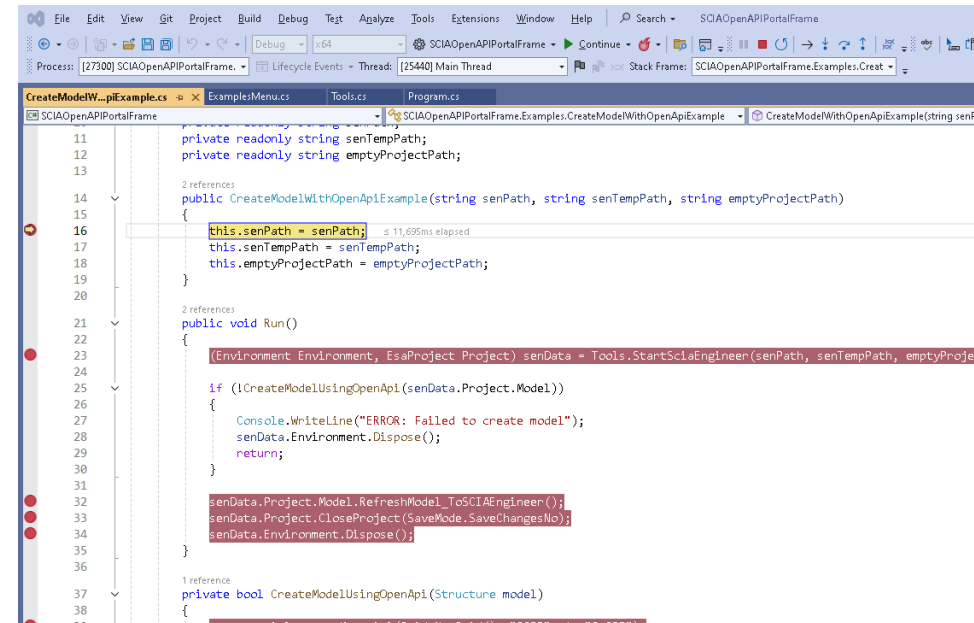 File Edit View Git Project Build Debug Test Analyze Tools Extensions Window Help Search SCIAOpenAPIPortalFrame
Debug x64 SCIAOpenAPIPortalFrame Continue
Process: [27300] SCIAOpenAPIPortalFrame. Lifecycle Events Thread: [25440] Main Thread Stack Frame: SCIAOpenAPIPortalFrame.Examples.Creat
CreateModelW...piExample.cs ExamplesMenu.cs Tools.cs Program.cs
C# SCIAOpenAPIPortalFrame SCIAOpenAPIPortalFrame.Examples.CreateModelWithOpenApiExample CreateModelWithOpenApiExample(string senP
11 private readonly string senTempPath;
12 private readonly string emptyProjectPath;
13
2 references
14 public CreateModelWithOpenApiExample(string senPath, string senTempPath, string emptyProjectPath)
15 {
16 this.senPath = senPath; ≤ 11,695ms elapsed
17 this.senTempPath = senTempPath;
18 this.emptyProjectPath = emptyProjectPath;
19 }
20
2 references
21 public void Run()
22 {
23 (Environment Environment, EsaProject Project) senData = Tools.StartSciaEngineer(senPath, senTempPath, emptyProje
24
25 if (!CreateModelUsingOpenApi(senData.Project.Model))
26 {
27 Console.WriteLine("ERROR: Failed to create model");
28 senData.Environment.Dispose();
29 return;
30 }
31
32 senData.Project.Model.RefreshModel_ToSCIAEngineer();
33 senData.Project.CloseProject(SaveMode.SaveChangesNo);
34 senData.Environment.Dispose();
35 }
36
1 reference
37 private bool CreateModelUsingOpenApi(Structure model)
38 {